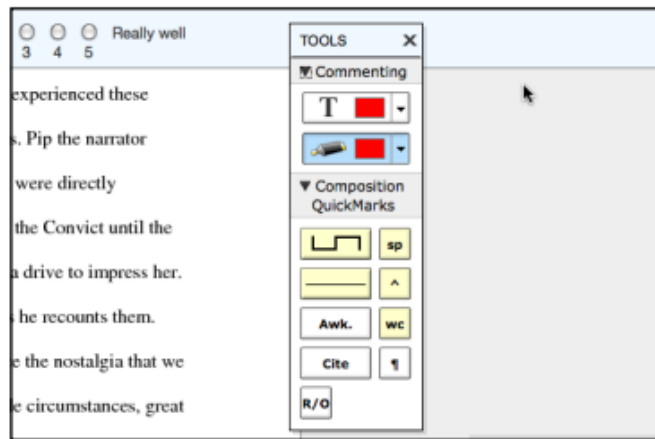 3 4 5 Really well
experienced these
s. Pip the narrator
were directly
the Convict until the
a drive to impress her.
s he recounts them.
e the nostalgia that we
e circumstances, great
TOOLS X
Commenting
T
Composition
QuickMarks
sp
^
Awk. wc
Cite ¶
R/O